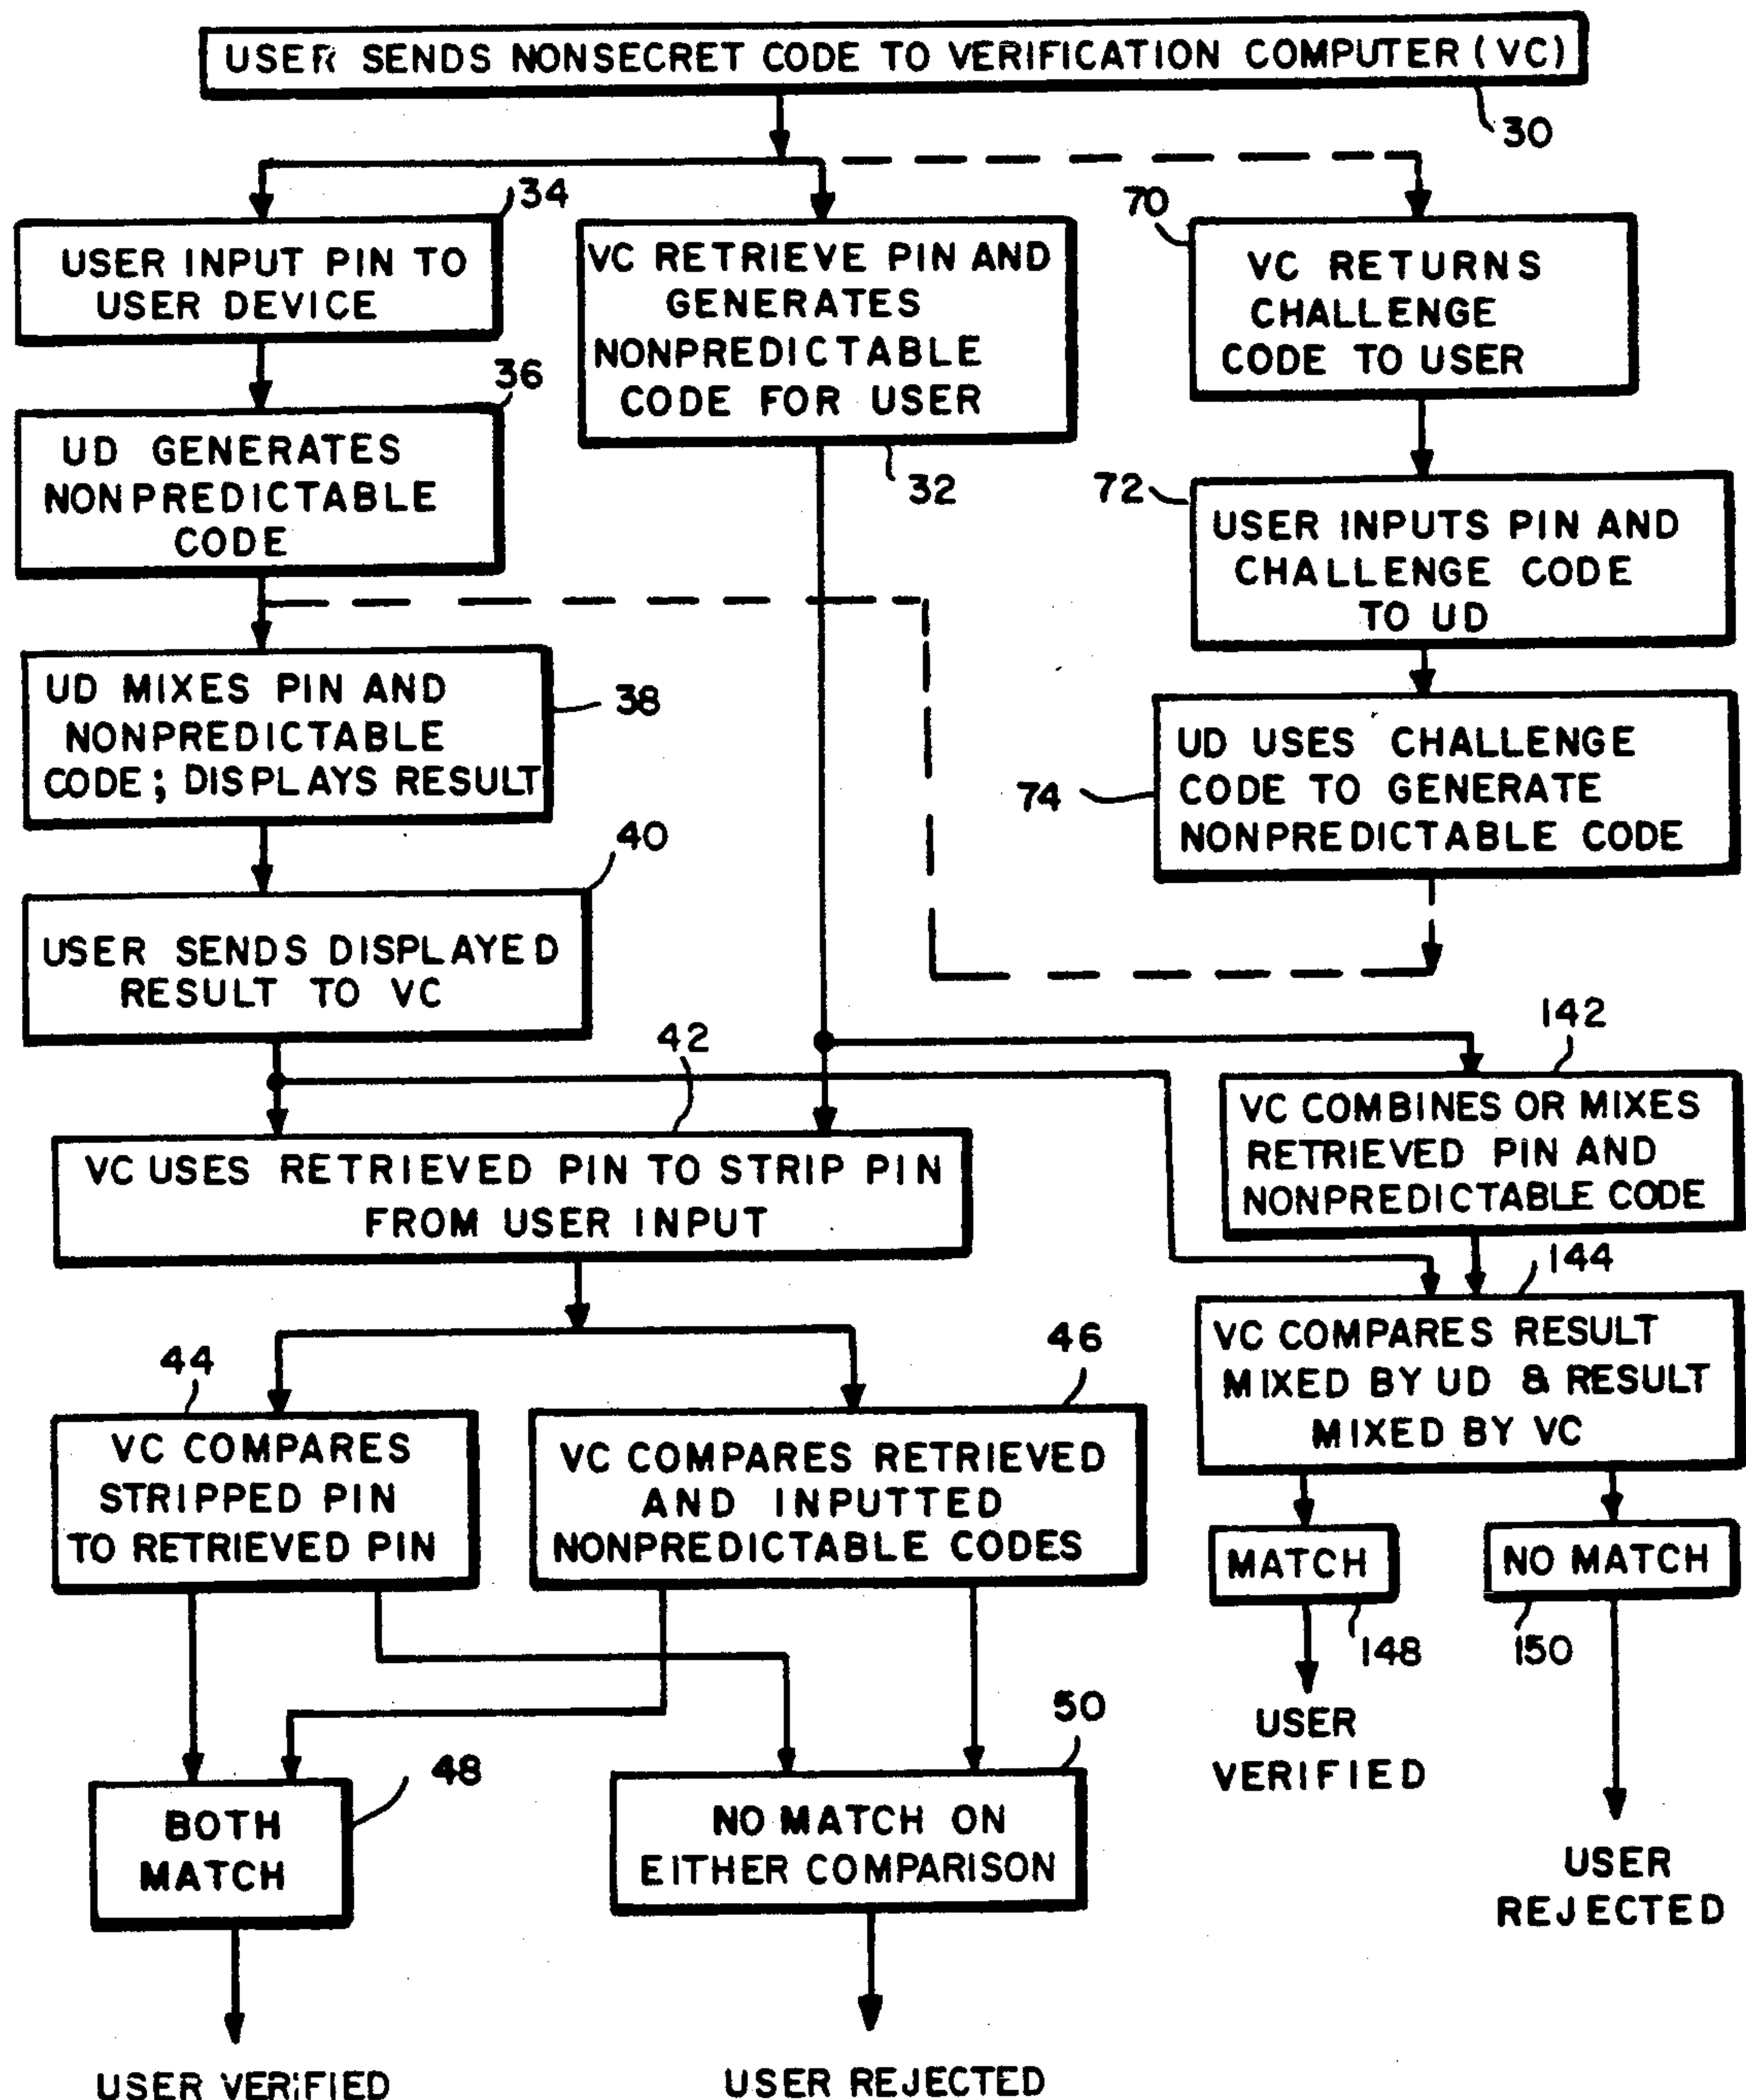 USER SENDS NONSECRET CODE TO VERIFICATION COMPUTER (VC)
30
34
USER INPUT PIN TO
USER DEVICE
VC RETRIEVE PIN AND
GENERATES
NONPREDICTABLE
CODE FOR USER
32
70
VC RETURNS
CHALLENGE
CODE TO USER
36
UD GENERATES
NONPREDICTABLE
CODE
72
USER INPUTS PIN AND
CHALLENGE CODE
TO UD
UD MIXES PIN AND
NONPREDICTABLE
CODE; DISPLAYS RESULT
38
74
UD USES CHALLENGE
CODE TO GENERATE
NONPREDICTABLE CODE
40
USER SENDS DISPLAYED
RESULT TO VC
42
VC USES RETRIEVED PIN TO STRIP PIN
FROM USER INPUT
142
VC COMBINES OR MIXES
RETRIEVED PIN AND
NONPREDICTABLE CODE
144
VC COMPARES RESULT
MIXED BY UD & RESULT
MIXED BY VC
44
VC COMPARES
STRIPPED PIN
TO RETRIEVED PIN
46
VC COMPARES RETRIEVED
AND INPUTTED
NONPREDICTABLE CODES
MATCH
148
NO MATCH
150
USER
VERIFIED
USER
REJECTED
48
BOTH
MATCH
50
NO MATCH ON
EITHER COMPARISON
USER VERIFIED
USER REJECTED